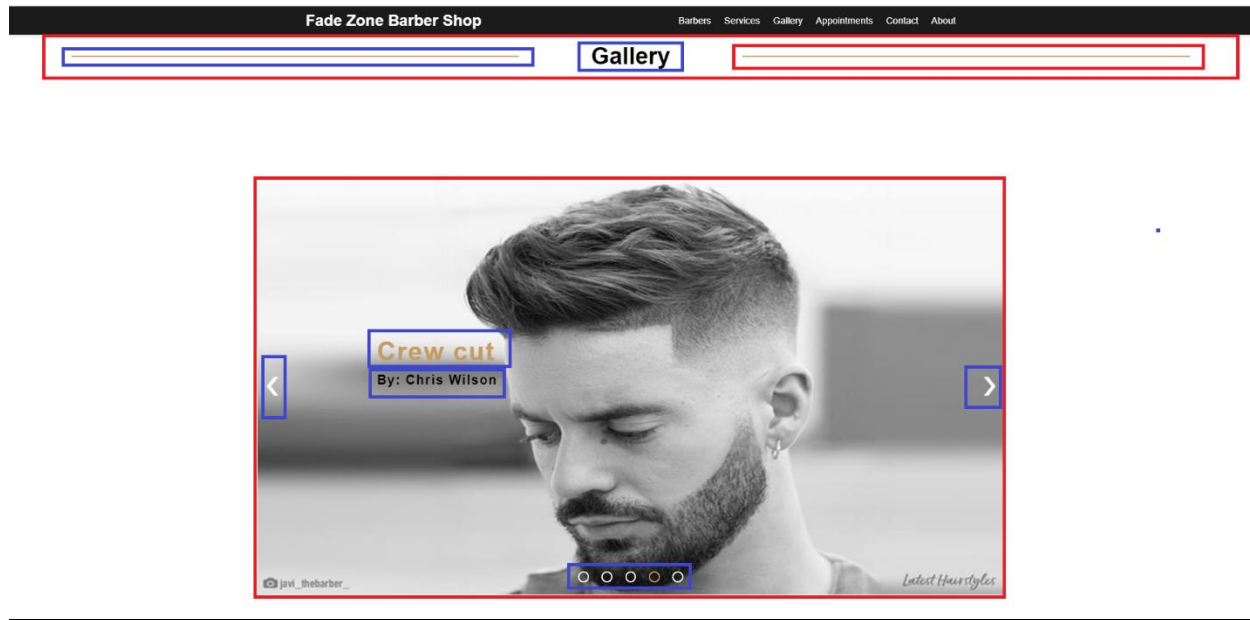 Fade Zone Barber Shop
Barbers Services Gallery Appointments Contact About
Gallery
Crew cut
By: Chris Wilson
javi_thebarber_
Latest Hairstyles